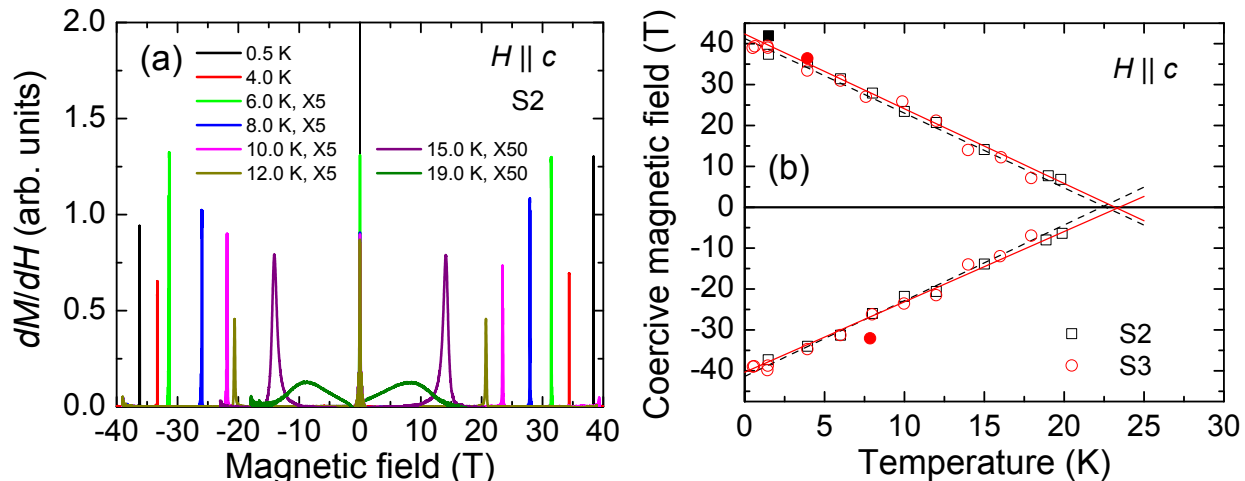 (a)
H || c
S2
0.5 K
4.0 K
6.0 K, X5
8.0 K, X5
10.0 K, X5
12.0 K, X5
15.0 K, X50
19.0 K, X50
2.0
1.5
1.0
0.5
0.0
dM/dH (arb. units)
-40 -30 -20 -10 0 10 20 30 40
Magnetic field (T)
(b)
H || c
40
30
20
10
0
-10
-20
-30
-40
Coercive magnetic field (T)
S2
S3
0 5 10 15 20 25 30
Temperature (K)